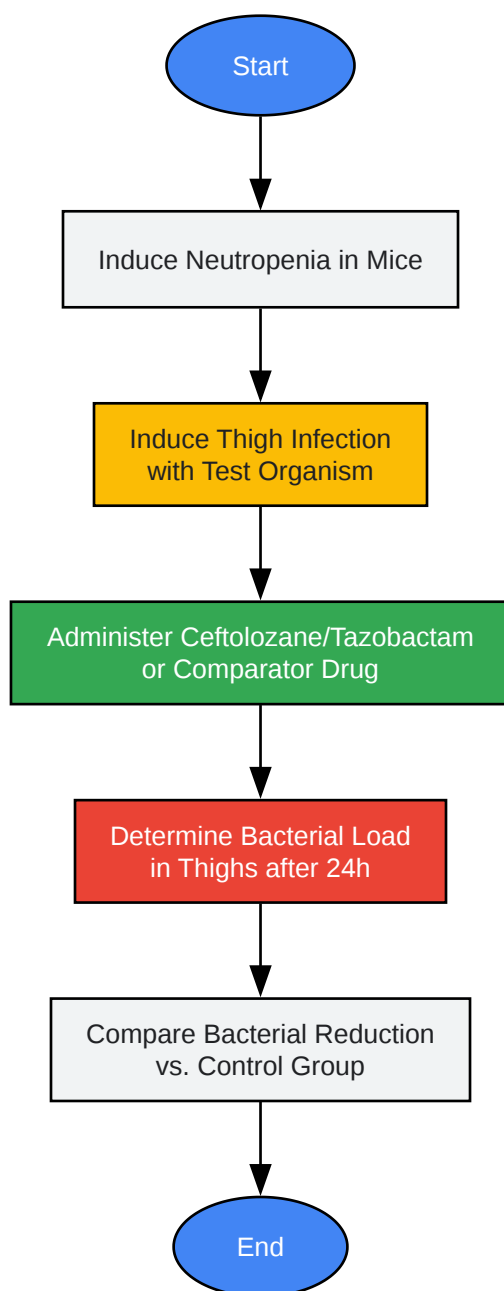 Start
Induce Neutropenia in Mice
Induce Thigh Infection
with Test Organism
Administer Ceftolozane/Tazobactam
or Comparator Drug
Determine Bacterial Load
in Thighs after 24h
Compare Bacterial Reduction
vs. Control Group
End